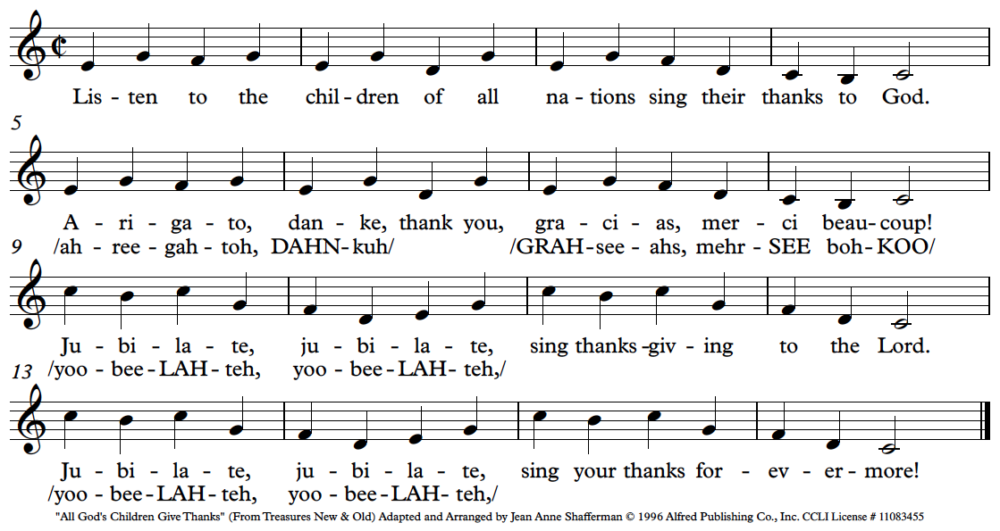 Lis - ten to the chil - dren of all na - tions sing their thanks to God.
5
A - ri - ga - to, dan - ke, thank you, gra - ci - as, mer - ci beau - coup!
9 /ah - ree - gah - toh, DAHN - kuh/ /GRAH - see - ahs, mehr - SEE boh - KOO/
Ju - bi - la - te, ju - bi - la - te, sing thanks - giv - ing to the Lord.
13 /yoo - bee - LAH - teh, yoo - bee - LAH - teh,/
Ju - bi - la - te, ju - bi - la - te, sing your thanks for - ev - er - more!
/yoo - bee - LAH - teh, yoo - bee - LAH - teh,/
"All God's Children Give Thanks" (From Treasures New & Old) Adapted and Arranged by Jean Anne Shafferman © 1996 Alfred Publishing Co., Inc. CCLI License # 11083455